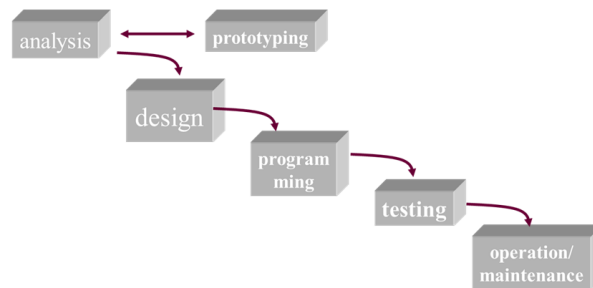 analysis
prototyping
design
program
ming
testing
operation/
maintenance